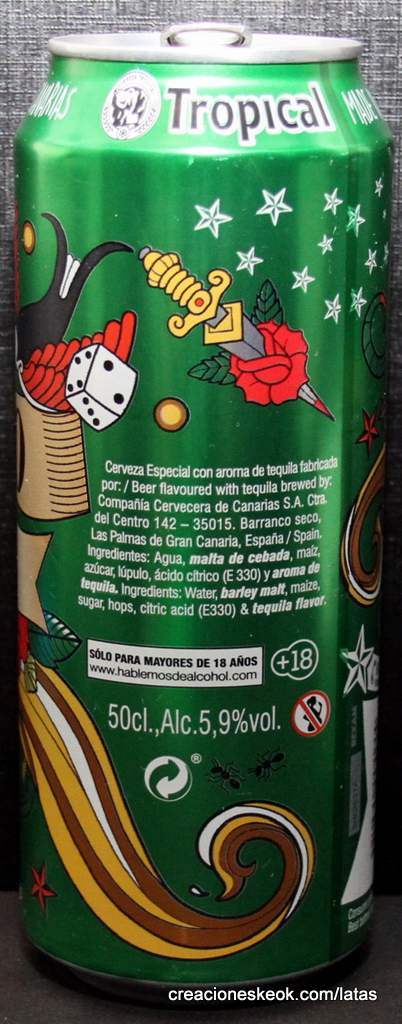 NARIAS
Tropical
MADE
Cerveza Especial con aroma de tequila fabricada
por: / Beer flavoured with tequila brewed by:
Compañía Cervecera de Canarias S.A. Ctra.
del Centro 142 – 35015. Barranco seco,
Las Palmas de Gran Canaria, España / Spain.
Ingredientes: Agua, malta de cebada, maíz,
azúcar, lúpulo, ácido cítrico (E 330) y aroma de
tequila. Ingredients: Water, barley malt, maize,
sugar, hops, citric acid (E330) & tequila flavor.
SÓLO PARA MAYORES DE 18 AÑOS
www.hablemosdealcohol.com
+18
50cl.,Alc.5,9%vol.
®
Best
creacioneskeok.com/latas